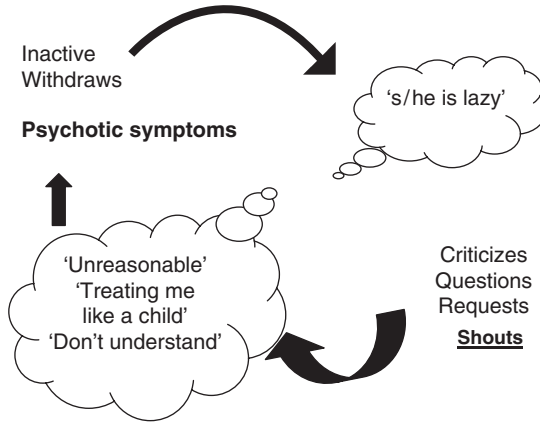 Inactive
Withdraws
Psychotic symptoms
‘s/he is lazy’
Criticizes
Questions
Requests
Shouts
‘Unreasonable’
‘Treating me
like a child’
‘Don’t understand’